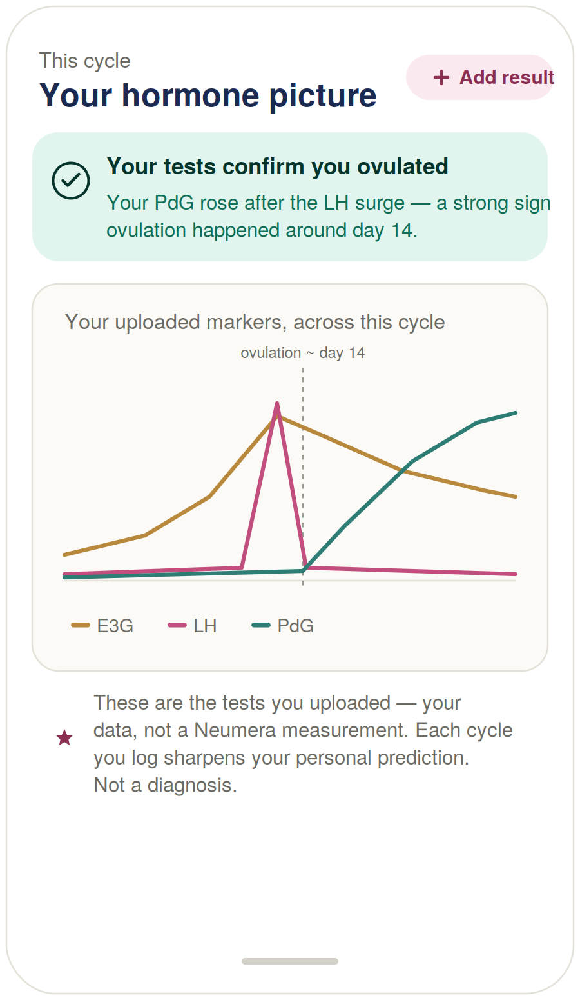 This cycle
Your hormone picture
+ Add result
Your tests confirm you ovulated
Your PdG rose after the LH surge — a strong sign
ovulation happened around day 14.
Your uploaded markers, across this cycle
ovulation ~ day 14
E3G LH PdG
These are the tests you uploaded — your
data, not a Neumera measurement. Each cycle
you log sharpens your personal prediction.
Not a diagnosis.